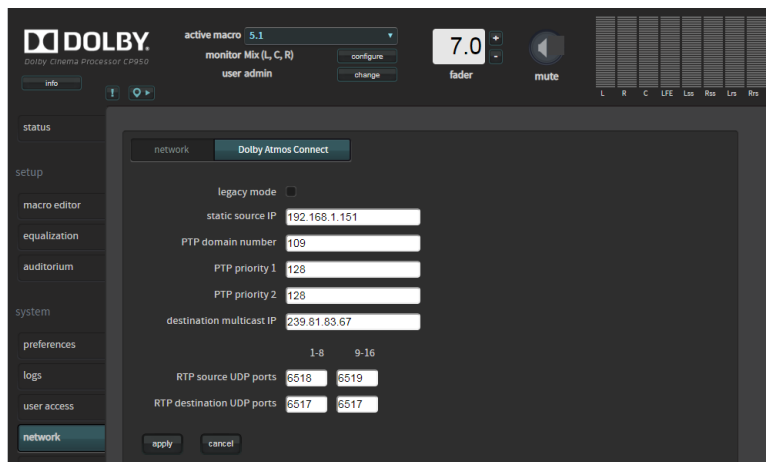 DOLBY.
Dolby Cinema Processor CP950
info
active macro 5.1
monitor Mix (L, C, R) configure
user admin change
7.0 + -
fader
mute
L R C LFE Lss Rss Lrs Rrs
!
status
setup
macro editor
equalization
auditorium
system
preferences
logs
user access
network
network Dolby Atmos Connect
legacy mode
static source IP 192.168.1.151
PTP domain number 109
PTP priority 1 128
PTP priority 2 128
destination multicast IP 239.81.83.67
1-8 9-16
RTP source UDP ports 6518 6519
RTP destination UDP ports 6517 6517
apply cancel